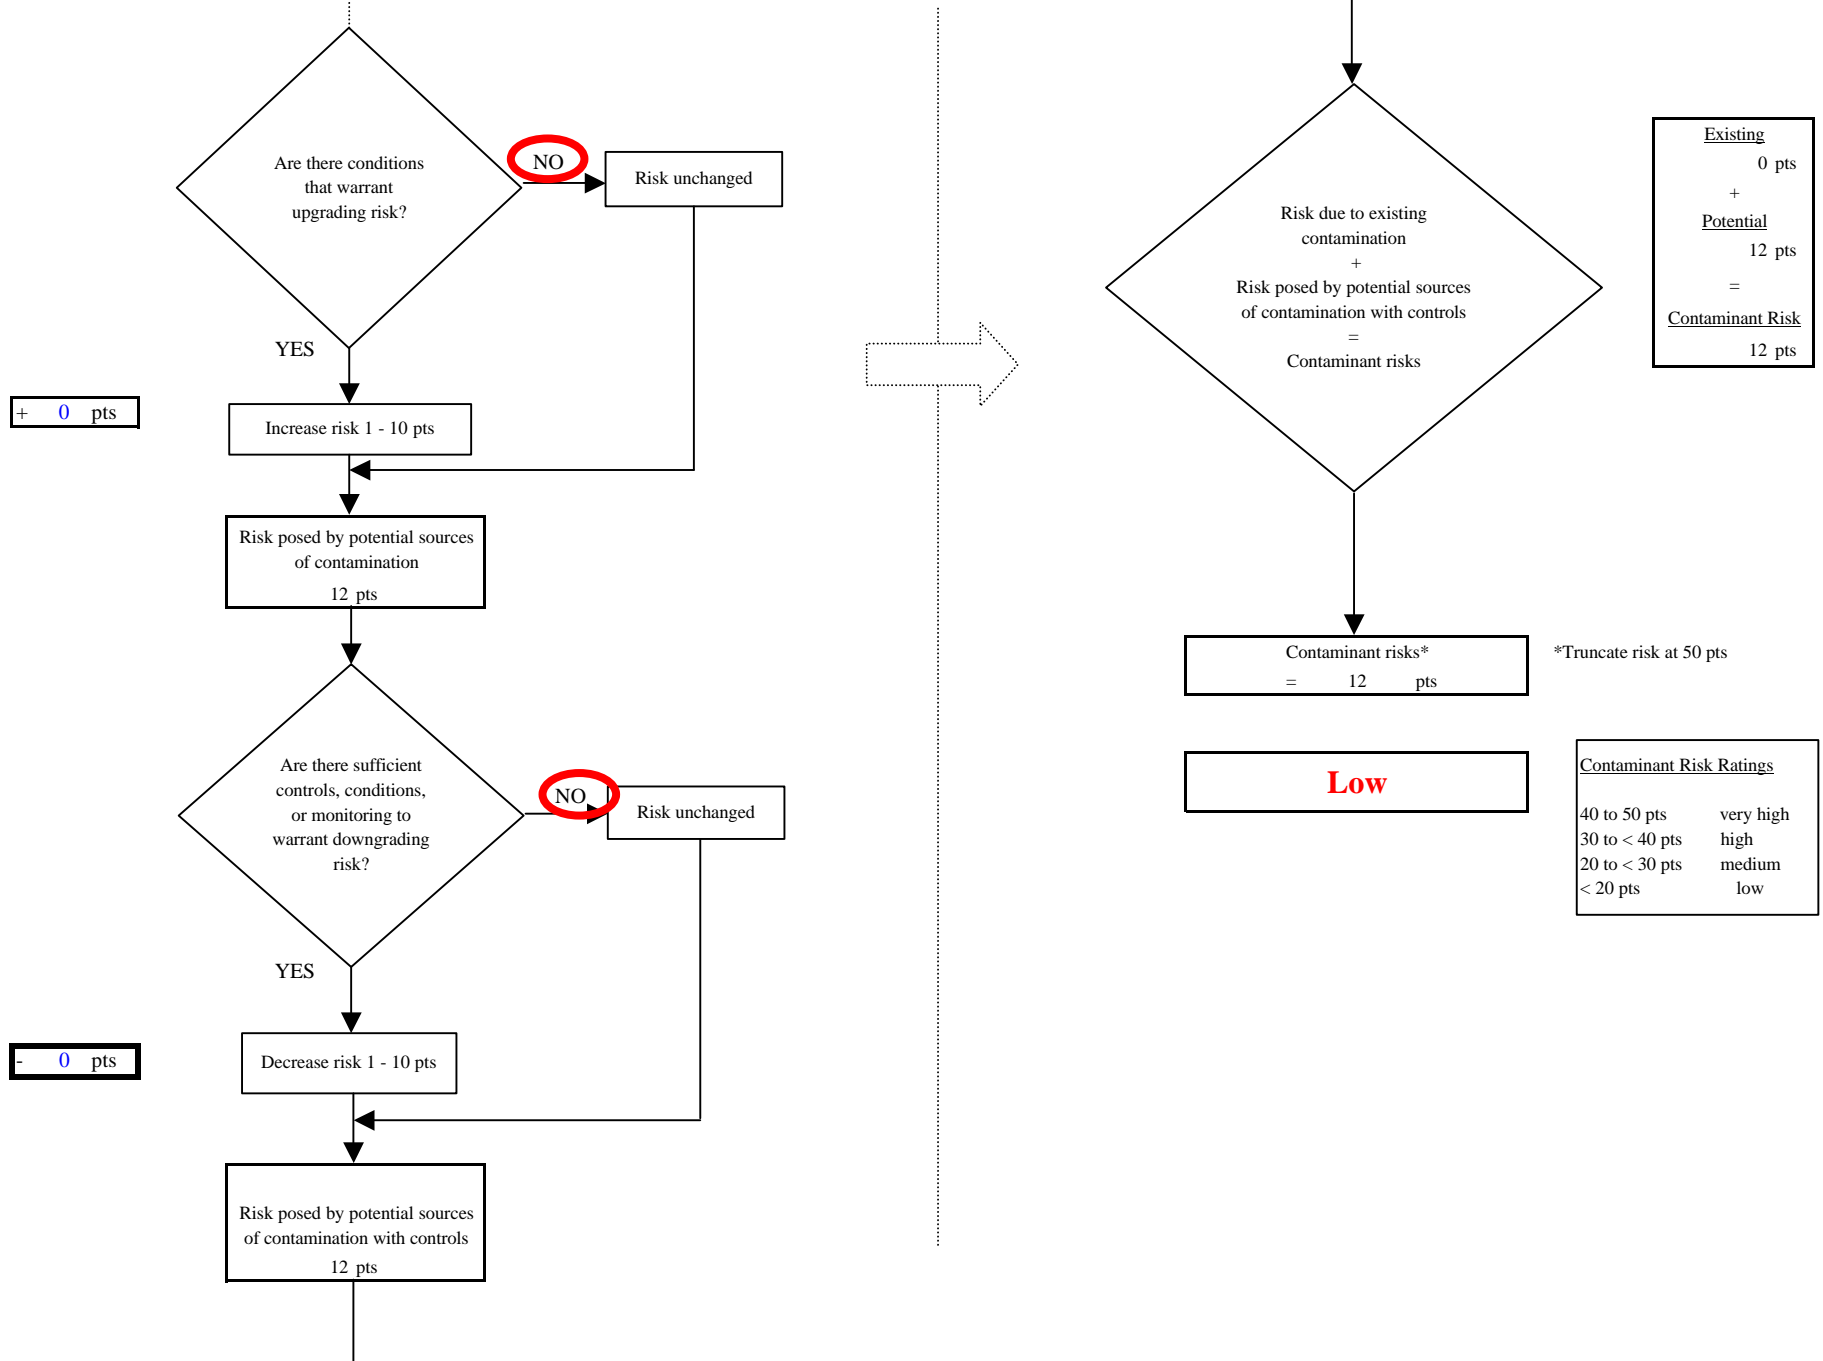 Are there conditions
that warrant
upgrading risk?
NO
Risk unchanged
YES
+ 0 pts
Increase risk 1 - 10 pts
Risk posed by potential sources
of contamination
12 pts
Are there sufficient
controls, conditions,
or monitoring to
warrant downgrading
risk?
NO
Risk unchanged
YES
- 0 pts
Decrease risk 1 - 10 pts
Risk posed by potential sources
of contamination with controls
12 pts
Risk due to existing
contamination
+
Risk posed by potential sources
of contamination with controls
=
Contaminant risks
Existing
0 pts
+
Potential
12 pts
=
Contaminant Risk
12 pts
Contaminant risks*
= 12 pts
*Truncate risk at 50 pts
Low
Contaminant Risk Ratings
40 to 50 pts very high
30 to < 40 pts high
20 to < 30 pts medium
< 20 pts low